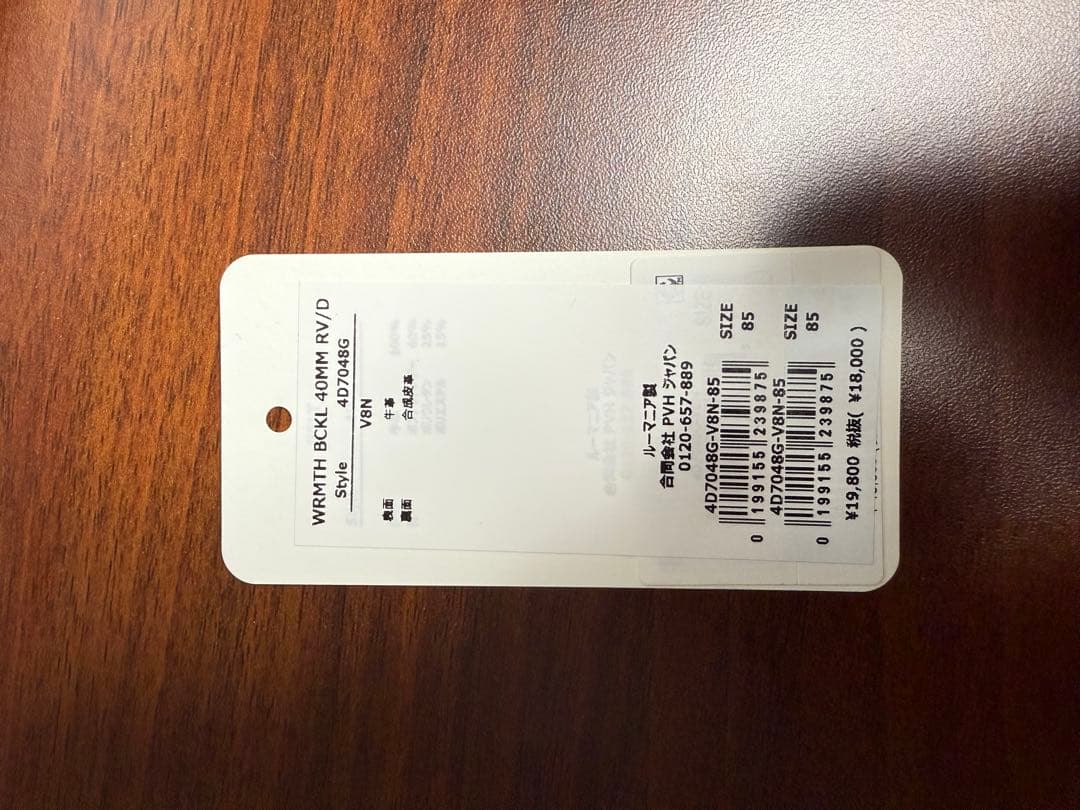 WRMTH BCKL 40MM RV/D
Style 4D7048G
V8N
表面 牛革
裏面 合成皮革
ルーマニア製
合同会社 PVH ジャパン
0120-657-889
4D7048G-V8N-85 SIZE
85
0 199155 239875
4D7048G-V8N-85 SIZE
85
0 199155 239875
¥19,800 税抜( ¥18,000 )